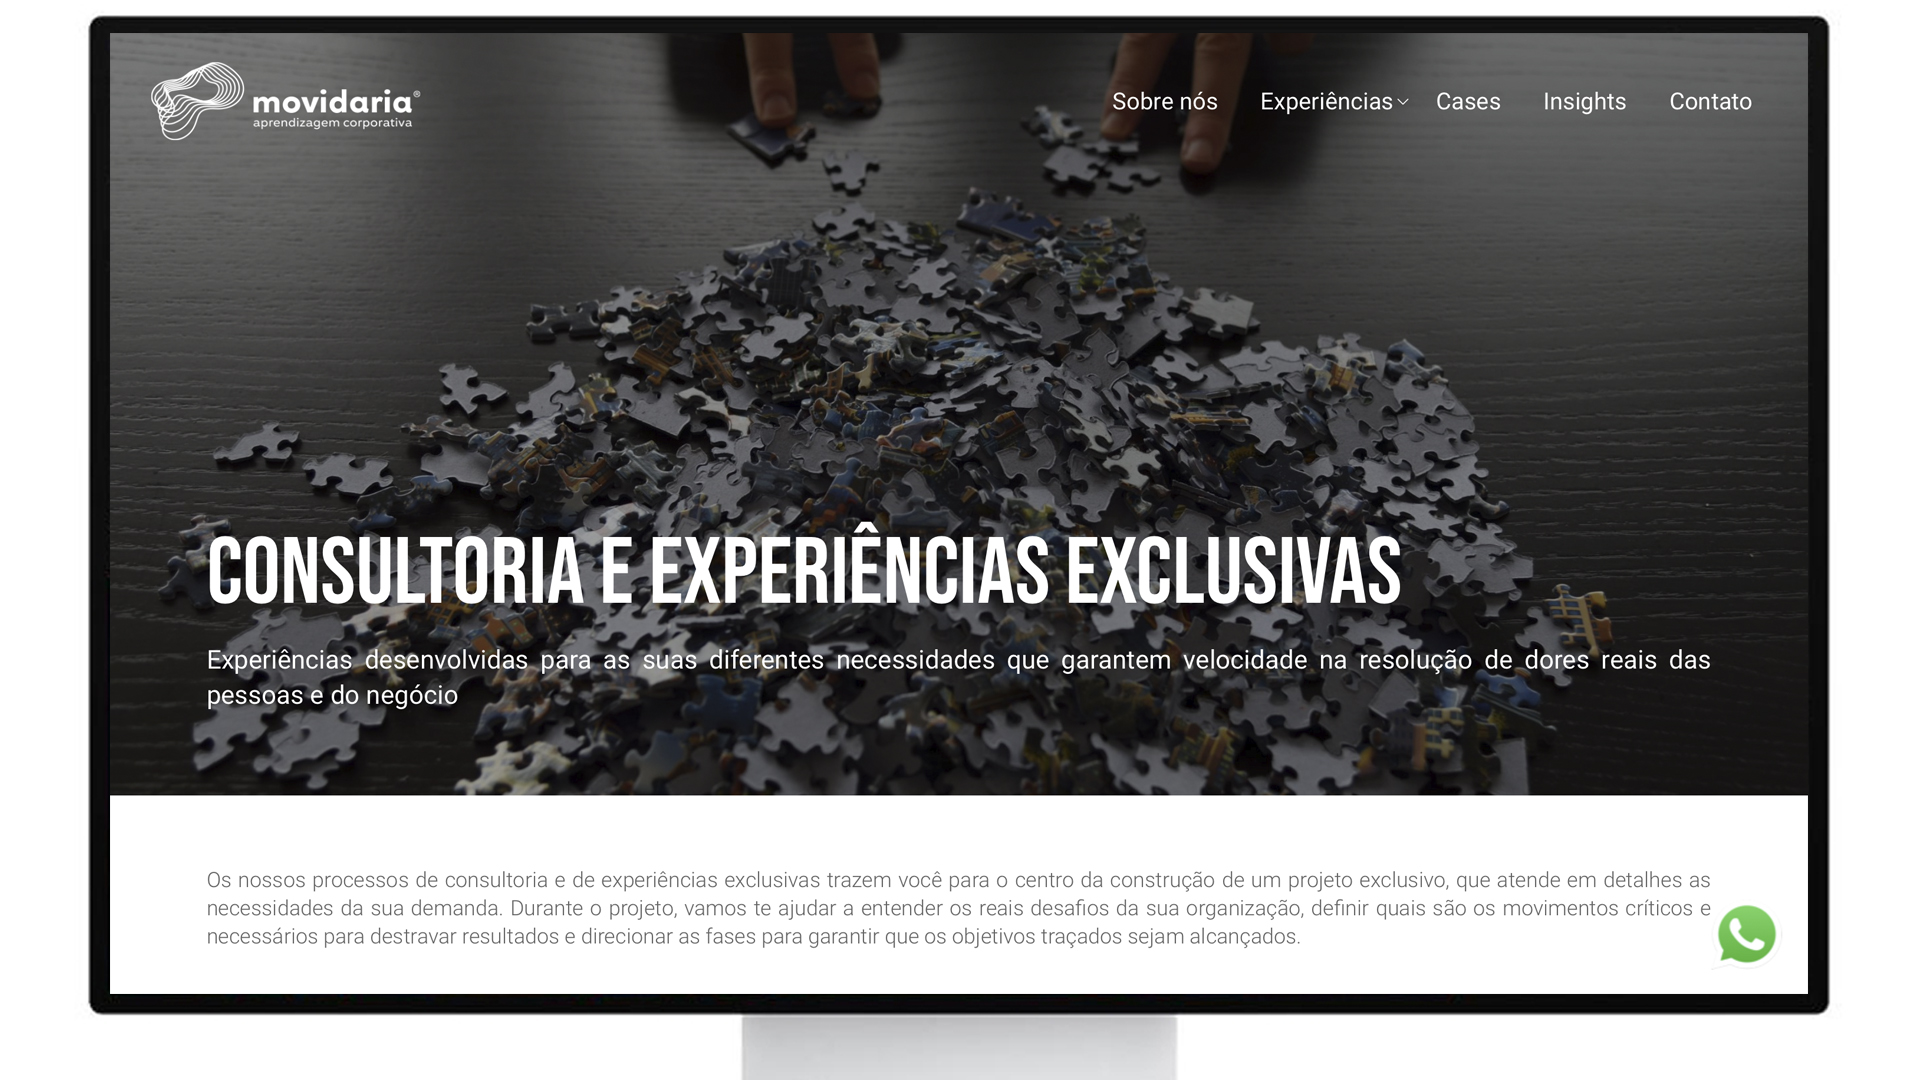 movidaria®
aprendizagem corporativa
Sobre nós Experiências Cases Insights Contato
CONSULTORIA E EXPERIÊNCIAS EXCLUSIVAS
Experiências desenvolvidas para as suas diferentes necessidades que garantem velocidade na resolução de dores reais das
pessoas e do negócio
Os nossos processos de consultoria e de experiências exclusivas trazem você para o centro da construção de um projeto exclusivo, que atende em detalhes as
necessidades da sua demanda. Durante o projeto, vamos te ajudar a entender os reais desafios da sua organização, definir quais são os movimentos críticos e
necessários para destravar resultados e direcionar as fases para garantir que os objetivos traçados sejam alcançados.